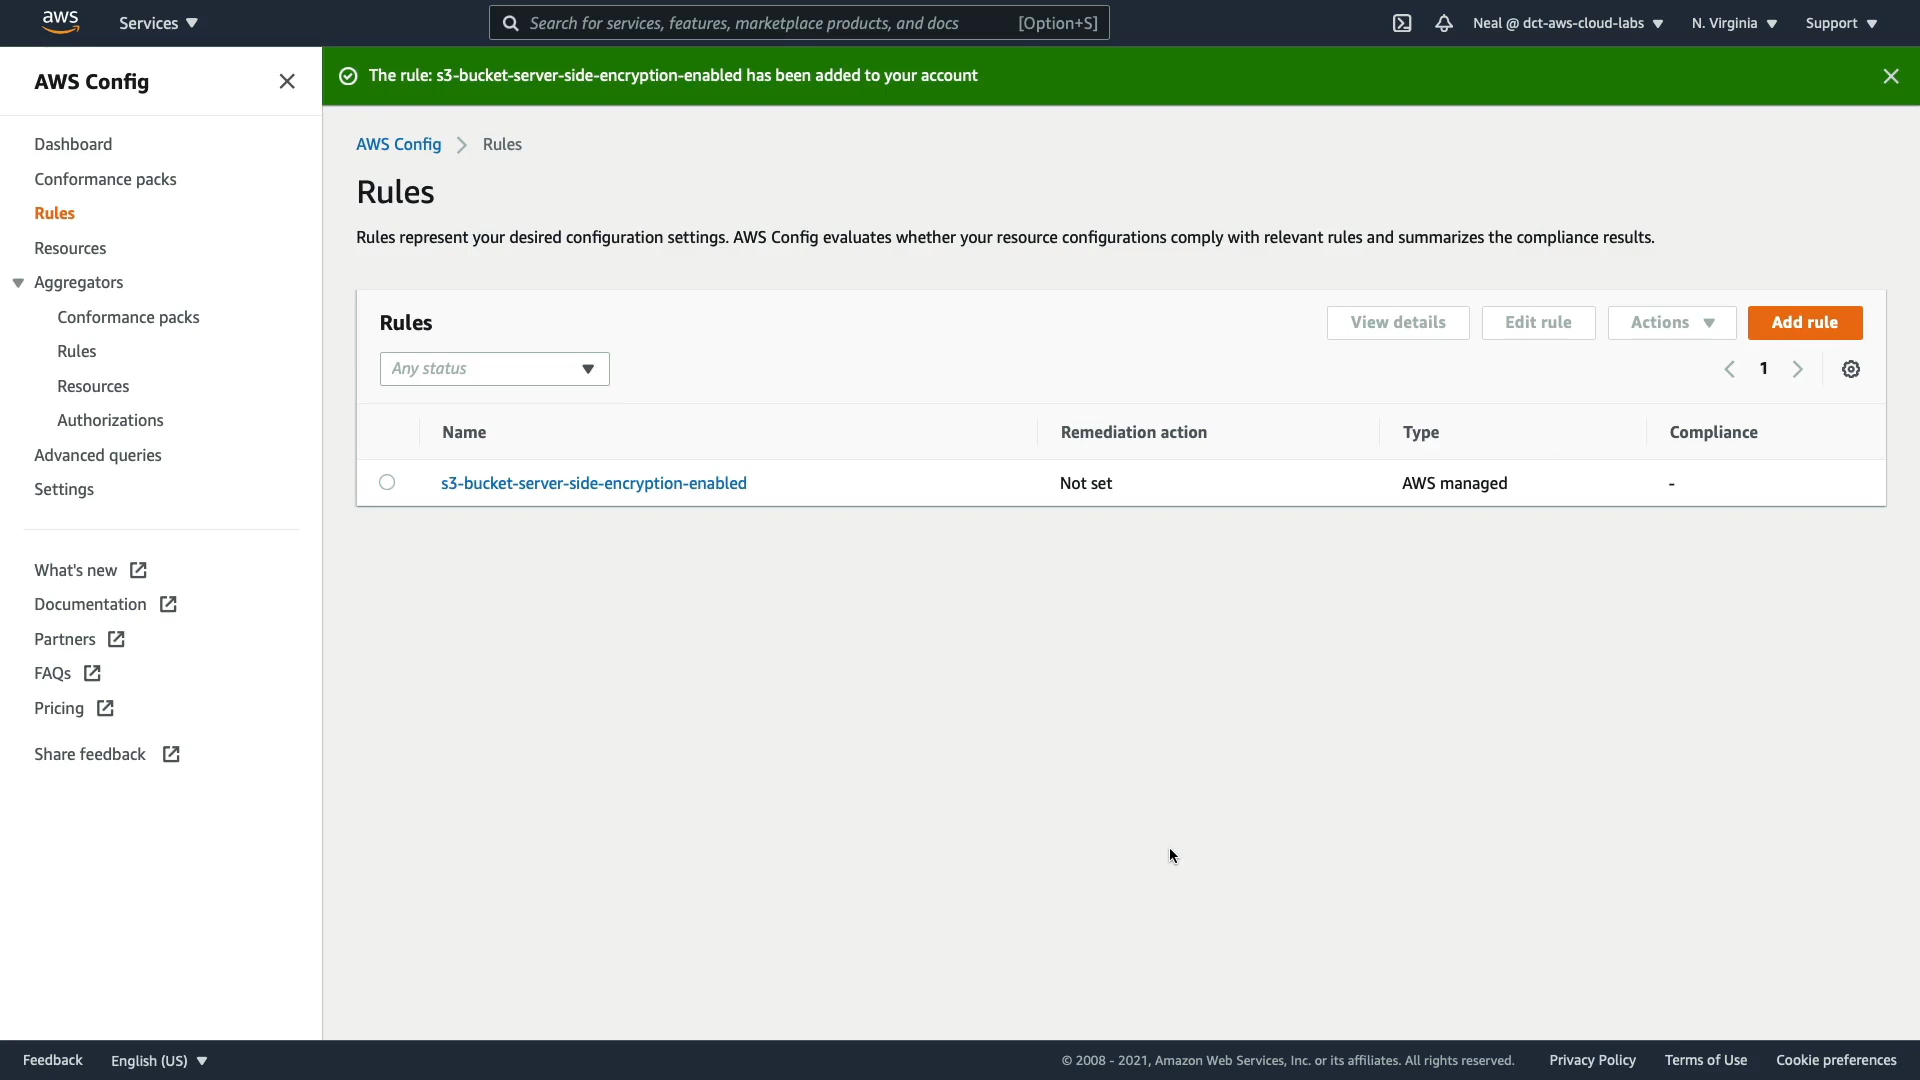 aws
Services
Search for services, features, marketplace products, and docs [Option+S]
Neal @ dct-aws-cloud-labs
N. Virginia
Support
AWS Config
The rule: s3-bucket-server-side-encryption-enabled has been added to your account
Dashboard
Conformance packs
Rules
Resources
Aggregators
Conformance packs
Rules
Resources
Authorizations
Advanced queries
Settings
What's new
Documentation
Partners
FAQs
Pricing
Share feedback
AWS Config > Rules
Rules
Rules represent your desired configuration settings. AWS Config evaluates whether your resource configurations comply with relevant rules and summarizes the compliance results.
Rules
View details
Edit rule
Actions
Add rule
Any status
1
Name Remediation action Type Compliance
s3-bucket-server-side-encryption-enabled Not set AWS managed -
Feedback
English (US)
© 2008 - 2021, Amazon Web Services, Inc. or its affiliates. All rights reserved.
Privacy Policy
Terms of Use
Cookie preferences